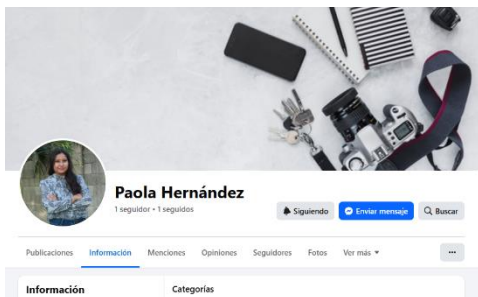 Paola Hernández
1 seguidor • 1 seguidos
Siguiendo Enviar mensaje Buscar
Publicaciones Información Menciones Opiniones Seguidores Fotos Ver más
Información Categorías